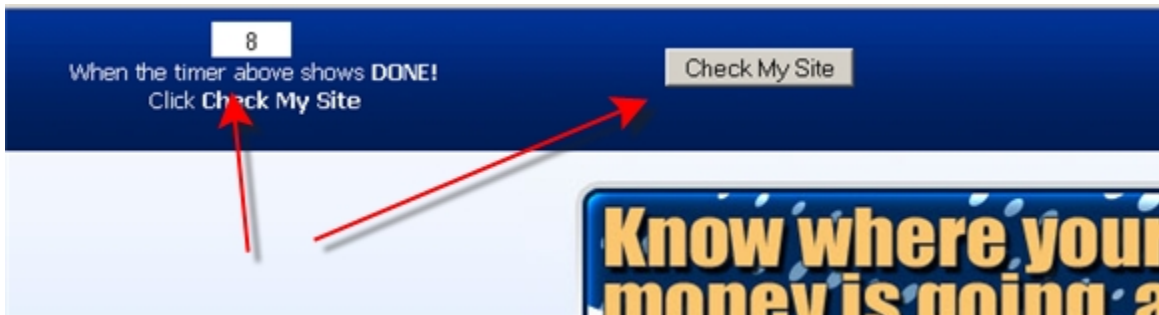 8
When the timer above shows DONE!
Click Check My Site
Check My Site
Know where your
money is going, a